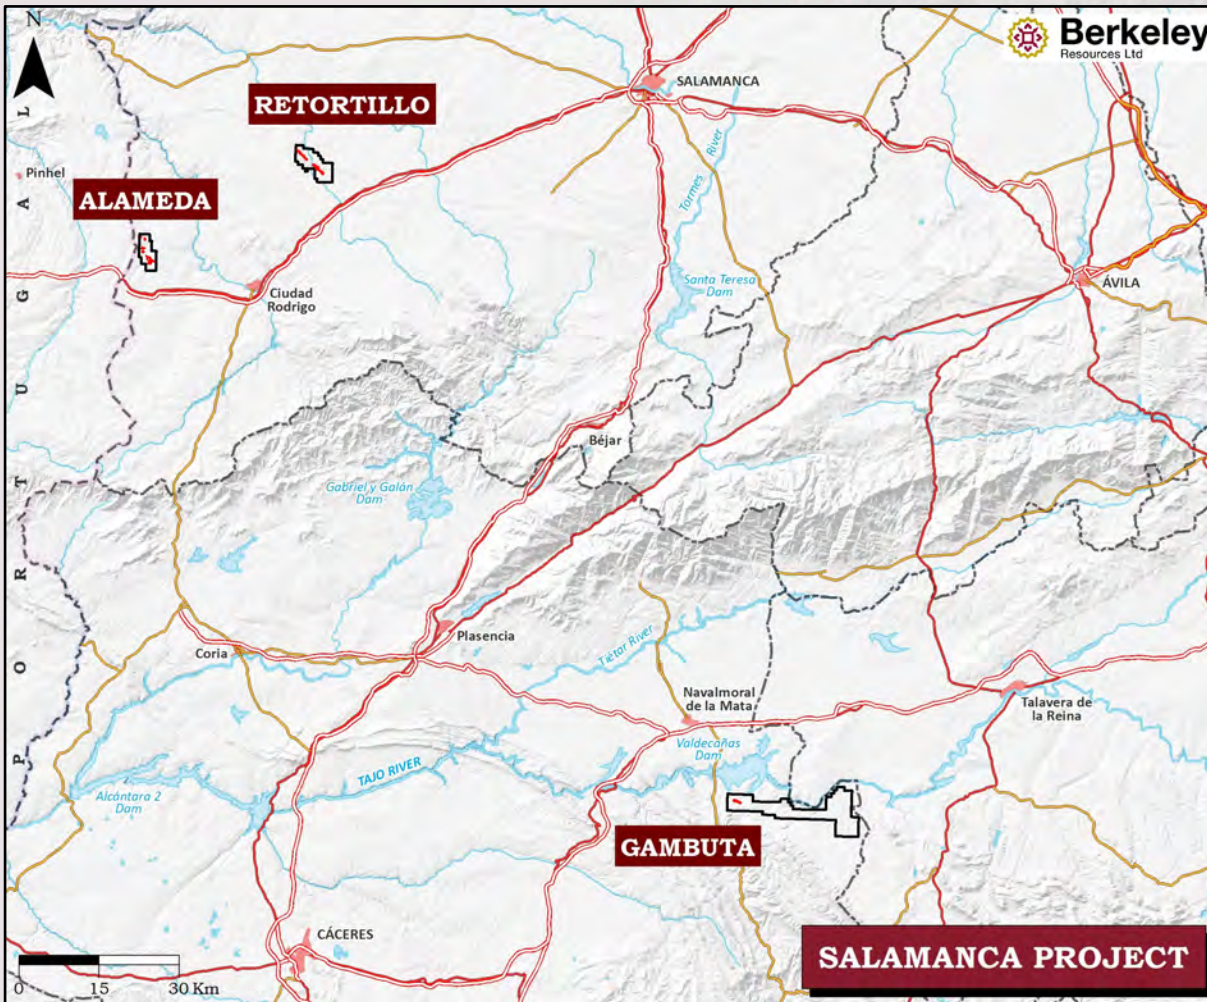 N
Berkeley
Resources Ltd
SALAMANCA
RETORTILLO
Tormes River
Pinhel
ALAMEDA
Santa Teresa
Dam
ÁVILA
Ciudad
Rodrigo
PORTUGAL
Béjar
Gabriel y Galán
Dam
Plasencia
Coria
Tiétar River
Navalmoral
de la Mata
Talavera de
la Reina
Valdecañas
Dam
TAJO RIVER
Alcántara 2
Dam
GAMBUTA
CÁCERES
SALAMANCA PROJECT
0 15 30 Km